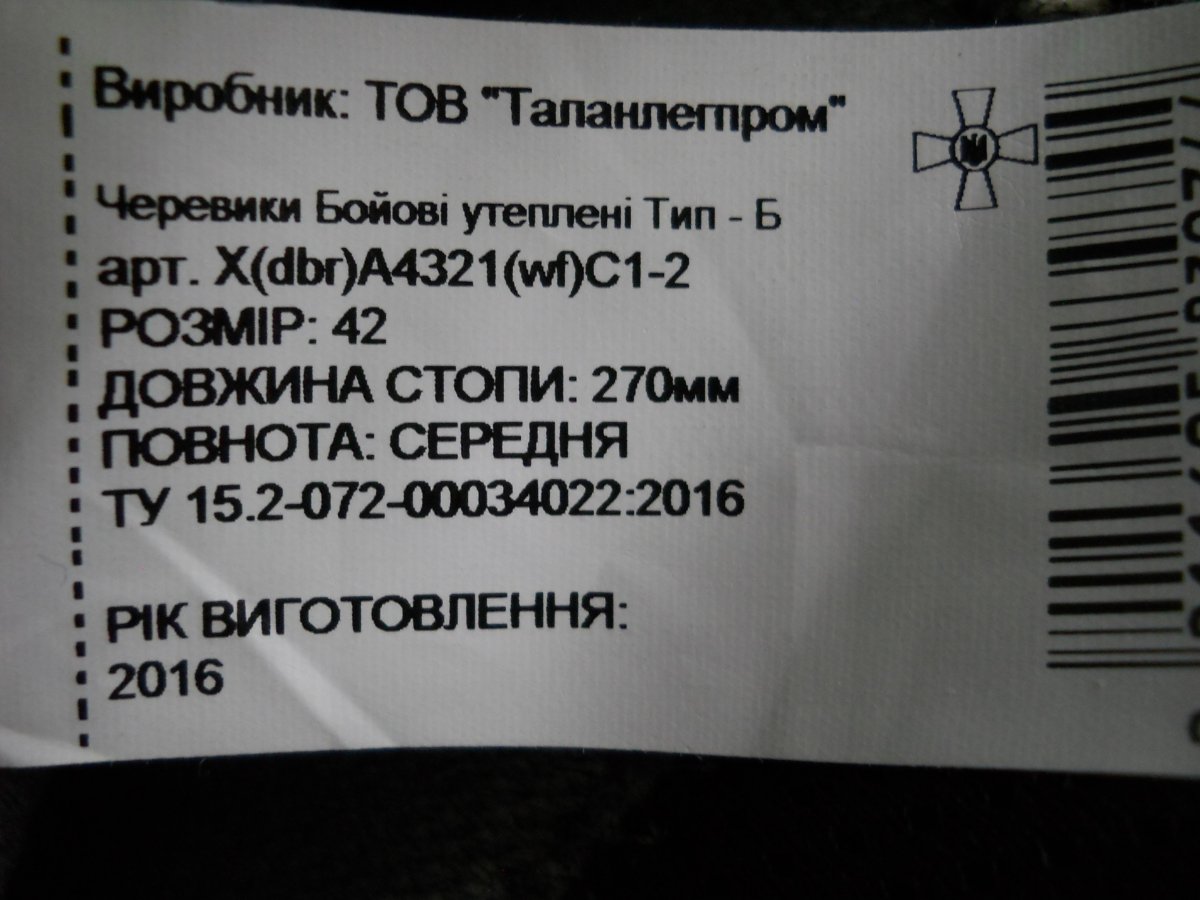 Виробник: ТОВ "Таланлегпром"
Черевики Бойові утеплені Тип - Б
арт. X(dbr)A4321(wf)C1-2
РОЗМІР: 42
ДОВЖИНА СТОПИ: 270мм
ПОВНОТА: СЕРЕДНЯ
ТУ 15.2-072-00034022:2016
РІК ВИГОТОВЛЕННЯ:
2016